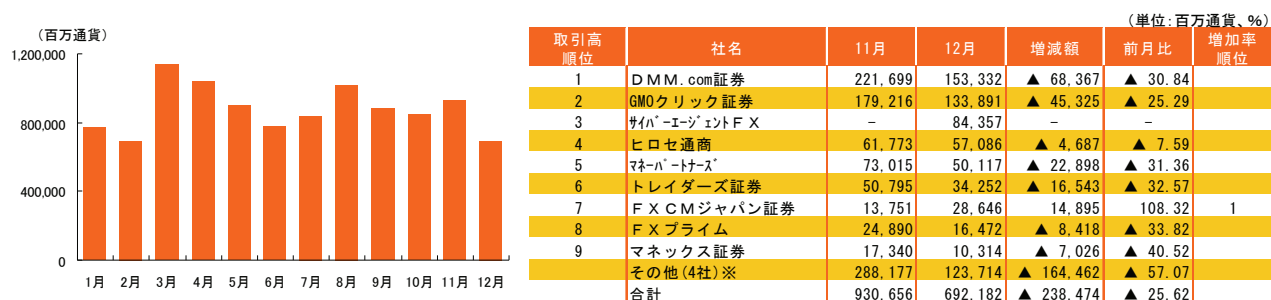 (百万通貨)
1,200,000
800,000
400,000
0
1月 2月 3月 4月 5月 6月 7月 8月 9月 10月 11月 12月
(単位:百万通貨、%)
取引高順位 社名 11月 12月 増減額 前月比 増加率順位
1 DMM.com証券 221,699 153,332 ▲ 68,367 ▲ 30.84
2 GMOクリック証券 179,216 133,891 ▲ 45,325 ▲ 25.29
3 サイバーエージェントFX - 84,357 - -
4 ヒロセ通商 61,773 57,086 ▲ 4,687 ▲ 7.59
5 マネーパートナーズ 73,015 50,117 ▲ 22,898 ▲ 31.36
6 トレイダーズ証券 50,795 34,252 ▲ 16,543 ▲ 32.57
7 FXCMジャパン証券 13,751 28,646 14,895 108.32 1
8 FXプライム 24,890 16,472 ▲ 8,418 ▲ 33.82
9 マネックス証券 17,340 10,314 ▲ 7,026 ▲ 40.52
その他(4社)※ 288,177 123,714 ▲ 164,462 ▲ 57.07
合計 930,656 692,182 ▲ 238,474 ▲ 25.62